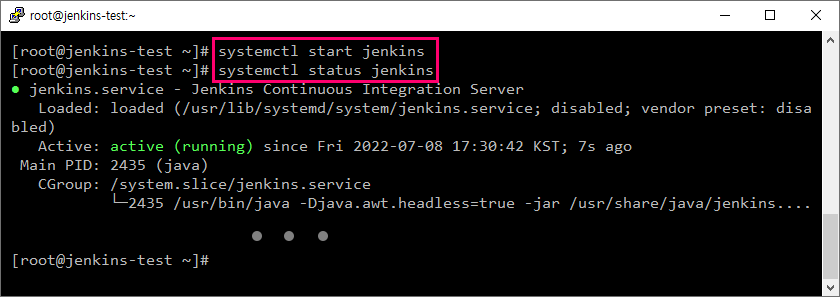 root@jenkins-test:~
[root@jenkins-test ~]# systemctl start jenkins
[root@jenkins-test ~]# systemctl status jenkins
● jenkins.service - Jenkins Continuous Integration Server
   Loaded: loaded (/usr/lib/systemd/system/jenkins.service; disabled; vendor preset: disa
bled)
   Active: active (running) since Fri 2022-07-08 17:30:42 KST; 7s ago
 Main PID: 2435 (java)
   CGroup: /system.slice/jenkins.service
           └─2435 /usr/bin/java -Djava.awt.headless=true -jar /usr/share/java/jenkins....
● ● ●
[root@jenkins-test ~]#